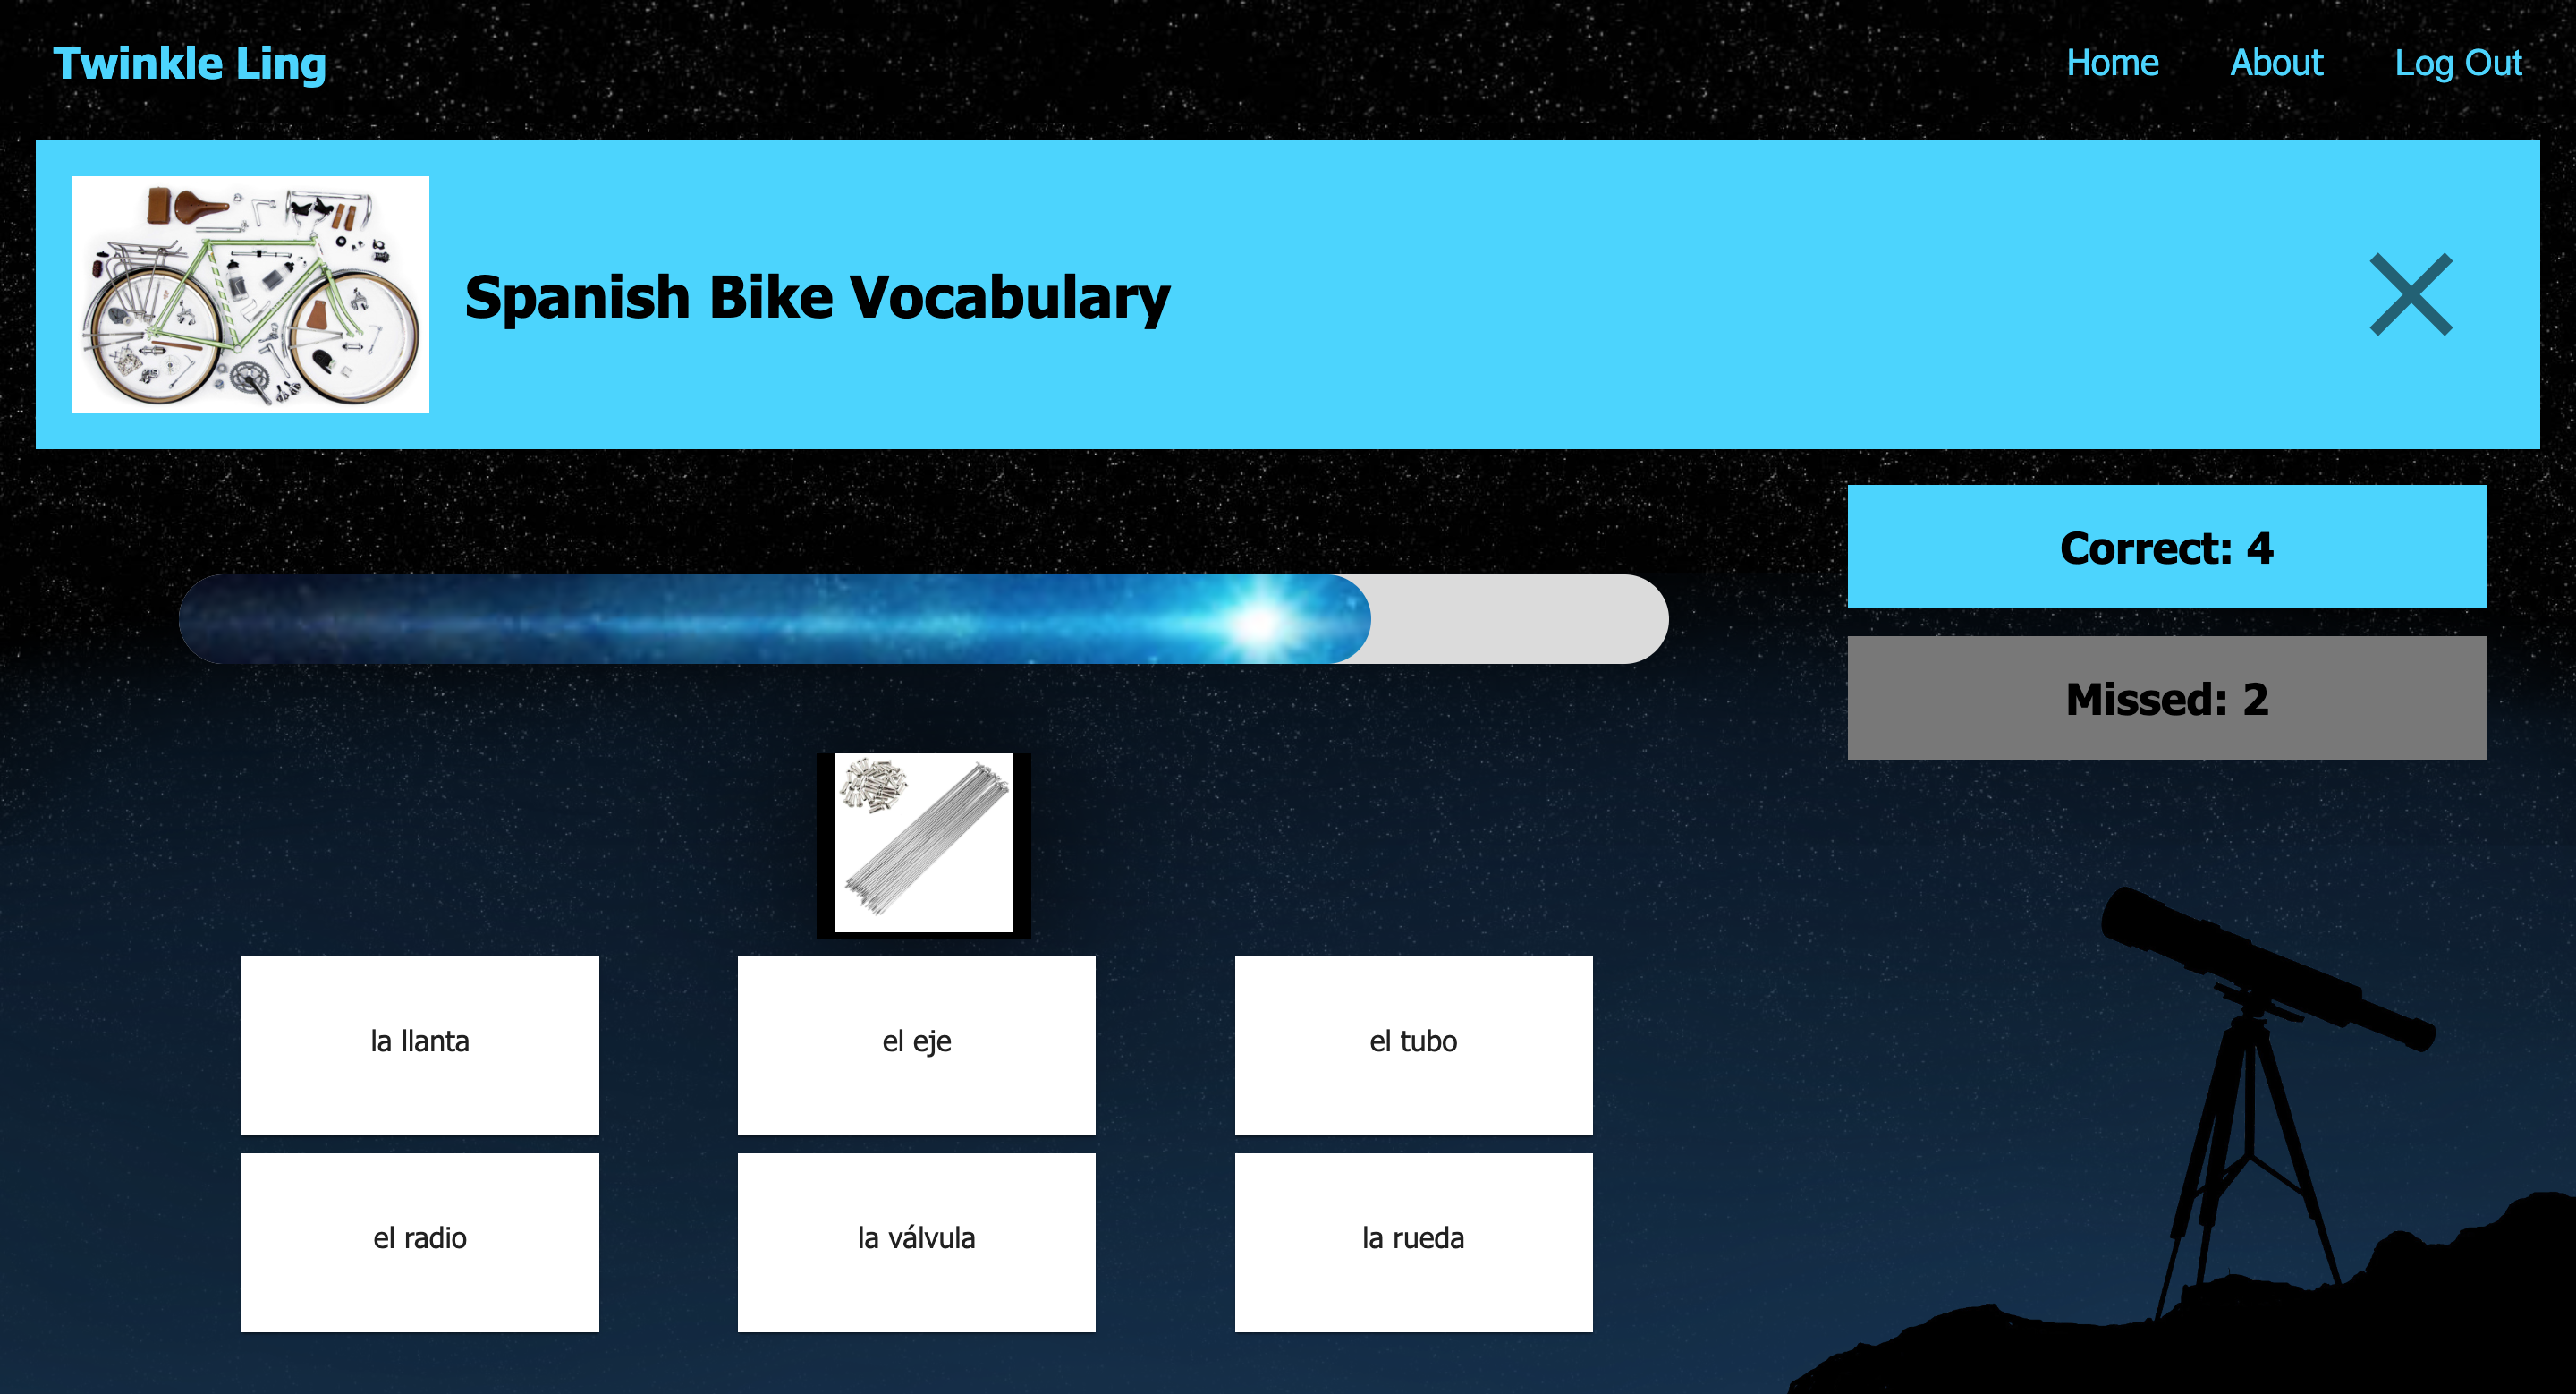 Twinkle Ling
Home About Log Out
Spanish Bike Vocabulary
Correct: 4
Missed: 2
la llanta
el eje
el tubo
el radio
la válvula
la rueda